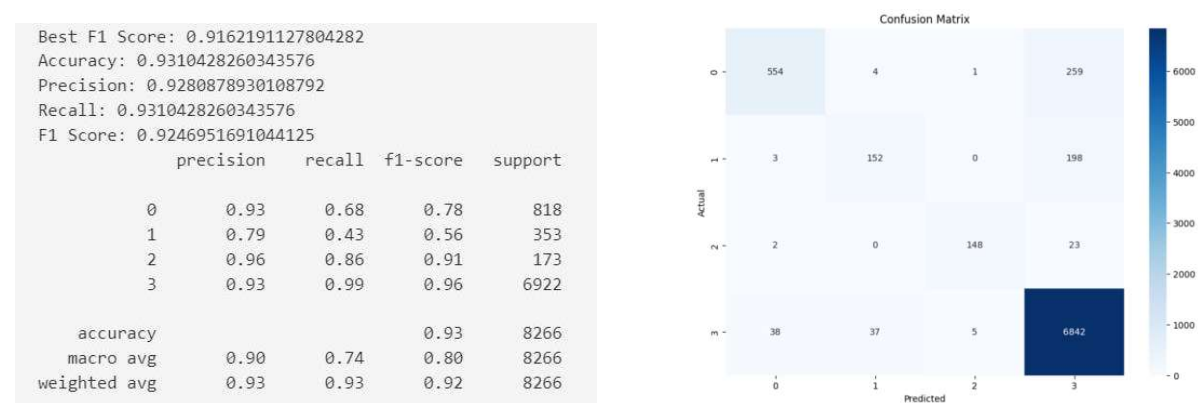 Best F1 Score: 0.9162191127804282
Accuracy: 0.9310428260343576
Precision: 0.9280878930108792
Recall: 0.9310428260343576
F1 Score: 0.9246951691044125
precision recall f1-score support
0 0.93 0.68 0.78 818
1 0.79 0.43 0.56 353
2 0.96 0.86 0.91 173
3 0.93 0.99 0.96 6922
accuracy 0.93 8266
macro avg 0.90 0.74 0.80 8266
weighted avg 0.93 0.93 0.92 8266
Confusion Matrix
Actual
0 554 4 1 259
1 3 152 0 198
2 2 0 148 23
3 38 37 5 6842
0 1 2 3
Predicted
6000
5000
4000
3000
2000
1000
0